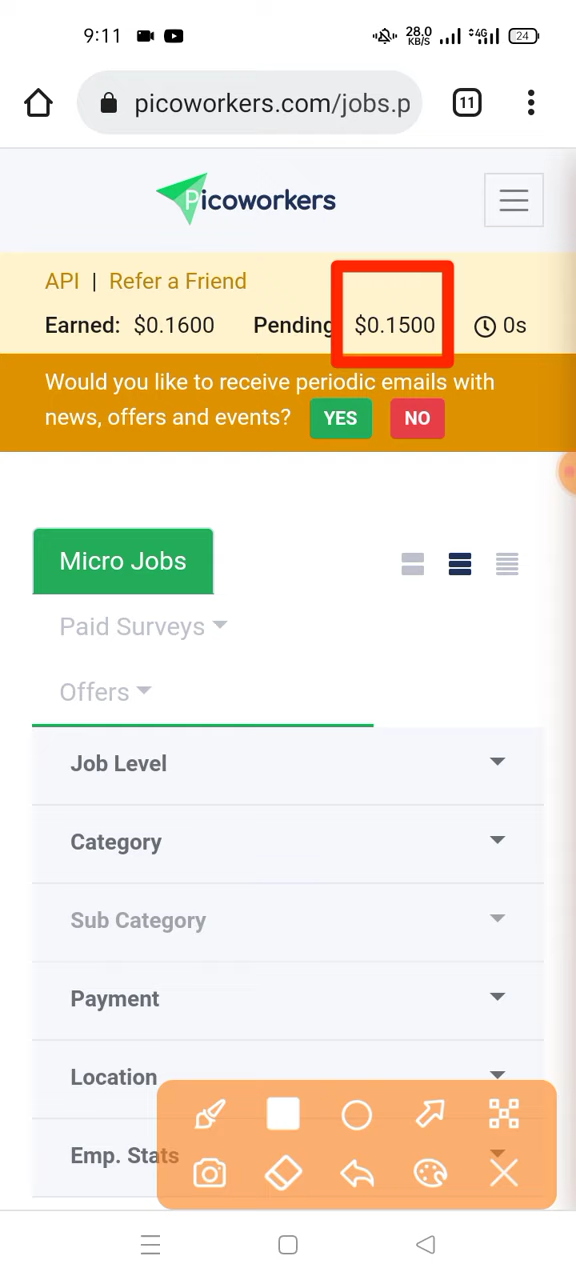 9:11 28.0 KB/S 4G 24
picoworkers.com/jobs.p 11
Picoworkers
API | Refer a Friend
Earned: $0.1600 Pending $0.1500 0s
Would you like to receive periodic emails with
news, offers and events? YES NO
Micro Jobs
Paid Surveys
Offers
Job Level
Category
Sub Category
Payment
Location
Emp. Stats